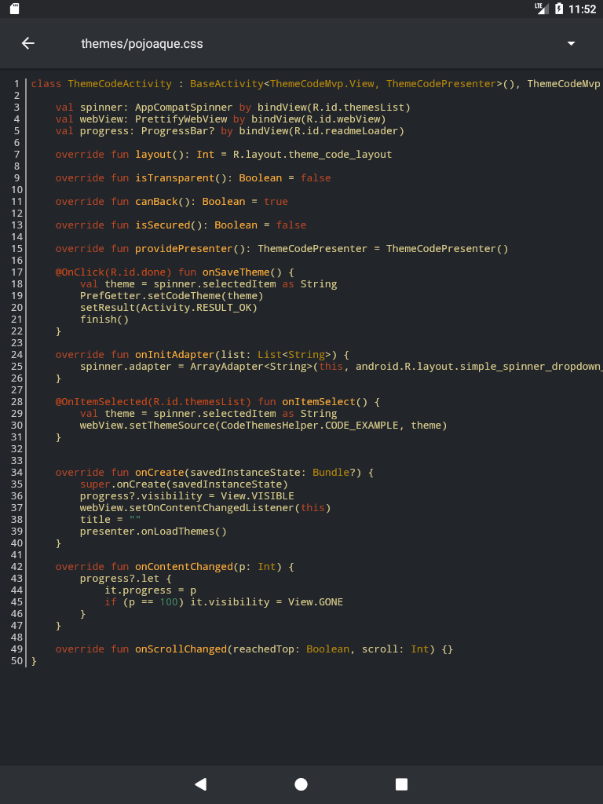 LTE 11:52
themes/pojoaque.css
1 class ThemeCodeActivity : BaseActivity<ThemeCodeMvp.View, ThemeCodePresenter>(), ThemeCodeMvp
2
3     val spinner: AppCompatSpinner by bindView(R.id.themesList)
4     val webView: PrettifyWebView by bindView(R.id.webView)
5     val progress: ProgressBar? by bindView(R.id.readmeLoader)
6
7     override fun layout(): Int = R.layout.theme_code_layout
8
9     override fun isTransparent(): Boolean = false
10
11     override fun canBack(): Boolean = true
12
13     override fun isSecured(): Boolean = false
14
15     override fun providePresenter(): ThemeCodePresenter = ThemeCodePresenter()
16
17     @OnClick(R.id.done) fun onSaveTheme() {
18         val theme = spinner.selectedItem as String
19         PrefGetter.setCodeTheme(theme)
20         setResult(Activity.RESULT_OK)
21         finish()
22     }
23
24     override fun onInitAdapter(list: List<String>) {
25         spinner.adapter = ArrayAdapter<String>(this, android.R.layout.simple_spinner_dropdown_
26     }
27
28     @OnItemSelected(R.id.themesList) fun onItemSelect() {
29         val theme = spinner.selectedItem as String
30         webView.setThemeSource(CodeThemesHelper.CODE_EXAMPLE, theme)
31     }
32
33
34     override fun onCreate(savedInstanceState: Bundle?) {
35         super.onCreate(savedInstanceState)
36         progress?.visibility = View.VISIBLE
37         webView.setOnContentChangedListener(this)
38         title = ""
39         presenter.onLoadThemes()
40     }
41
42     override fun onContentChanged(p: Int) {
43         progress?.let {
44             it.progress = p
45             if (p == 100) it.visibility = View.GONE
46         }
47     }
48
49     override fun onScrollChanged(reachedTop: Boolean, scroll: Int) {}
50 }